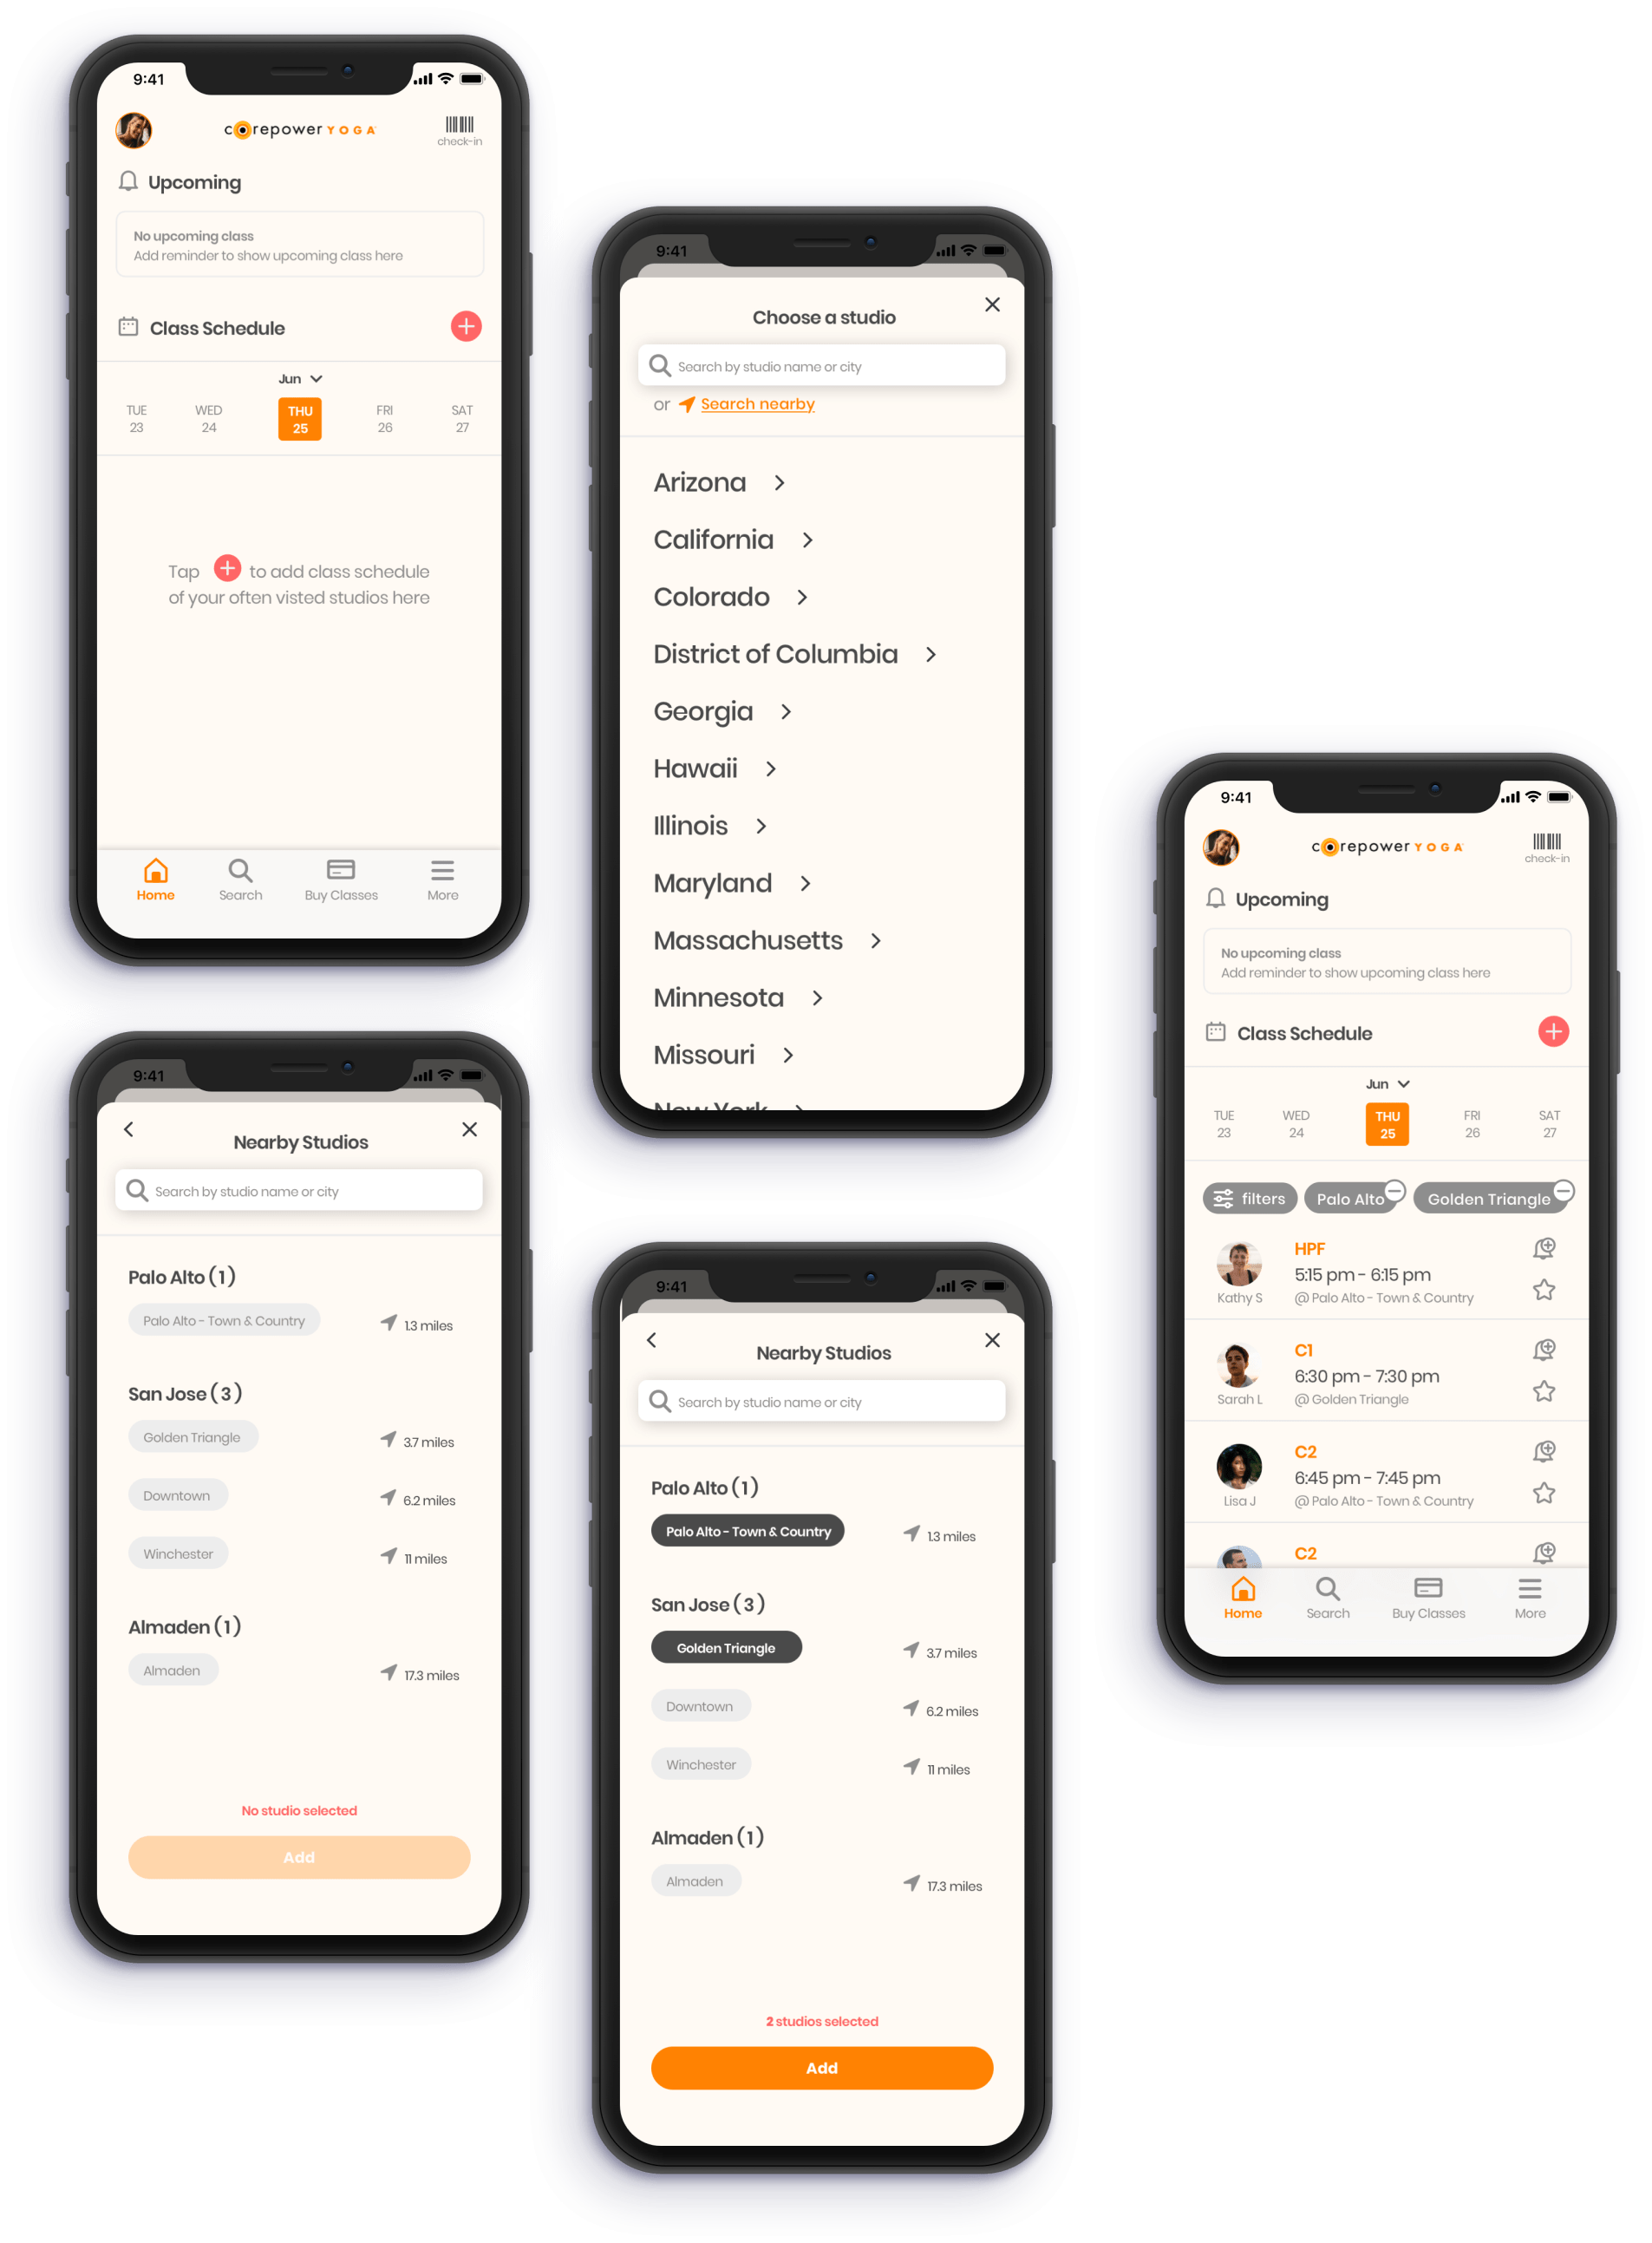 9:41
corepower YOGA
check-in
Upcoming
No upcoming class
Add reminder to show upcoming class here
Class Schedule
Jun
TUE WED THU FRI SAT
23 24 25 26 27
Tap to add class schedule
of your often visted studios here
Home Search Buy Classes More
9:41
Choose a studio
Search by studio name or city
or Search nearby
Arizona
California
Colorado
District of Columbia
Georgia
Hawaii
Illinois
Maryland
Massachusetts
Minnesota
Missouri
New York
9:41
Nearby Studios
Search by studio name or city
Palo Alto (1)
Palo Alto - Town & Country 1.3 miles
San Jose (3)
Golden Triangle 3.7 miles
Downtown 6.2 miles
Winchester 11 miles
Almaden (1)
Almaden 17.3 miles
No studio selected
Add
9:41
Nearby Studios
Search by studio name or city
Palo Alto (1)
Palo Alto - Town & Country 1.3 miles
San Jose (3)
Golden Triangle 3.7 miles
Downtown 6.2 miles
Winchester 11 miles
Almaden (1)
Almaden 17.3 miles
2 studios selected
Add
9:41
corepower YOGA
check-in
Upcoming
No upcoming class
Add reminder to show upcoming class here
Class Schedule
Jun
TUE WED THU FRI SAT
23 24 25 26 27
filters Palo Alto Golden Triangle
HPF
5:15 pm - 6:15 pm
Kathy S @ Palo Alto - Town & Country
C1
6:30 pm - 7:30 pm
Sarah L @ Golden Triangle
C2
6:45 pm - 7:45 pm
Lisa J @ Palo Alto - Town & Country
C2
Home Search Buy Classes More